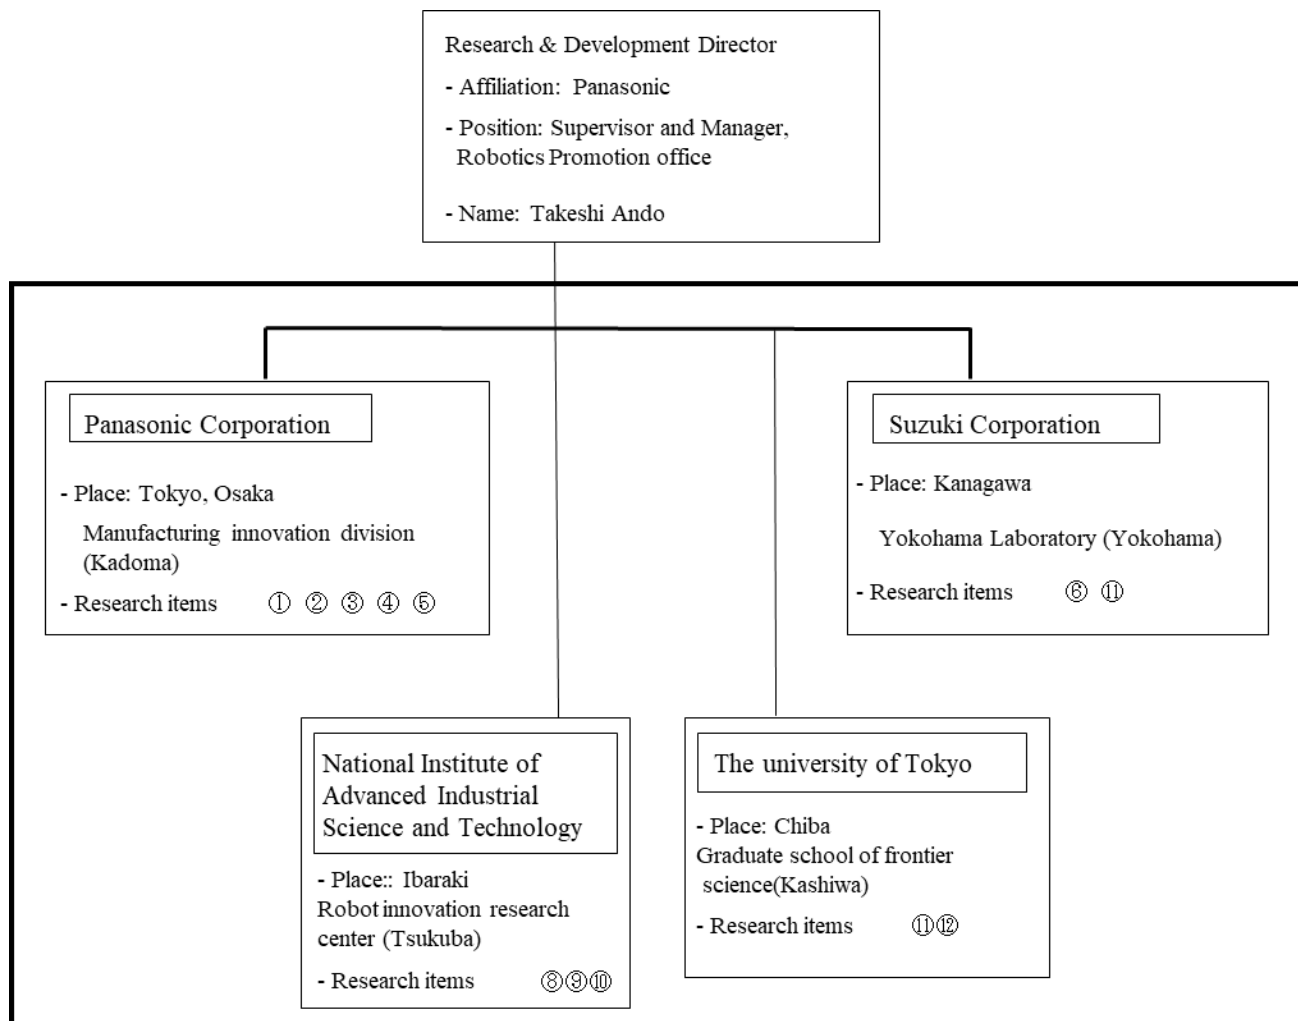 Research & Development Director
- Affiliation: Panasonic
- Position: Supervisor and Manager,
Robotics Promotion office
- Name: Takeshi Ando
Panasonic Corporation
- Place: Tokyo, Osaka
Manufacturing innovation division
(Kadoma)
- Research items ① ② ③ ④ ⑤
Suzuki Corporation
- Place: Kanagawa
Yokohama Laboratory (Yokohama)
- Research items ⑥ ⑪
National Institute of
Advanced Industrial
Science and Technology
- Place:: Ibaraki
Robot innovation research
center (Tsukuba)
- Research items ⑧⑨⑩
The university of Tokyo
- Place: Chiba
Graduate school of frontier
science(Kashiwa)
- Research items ⑪⑫